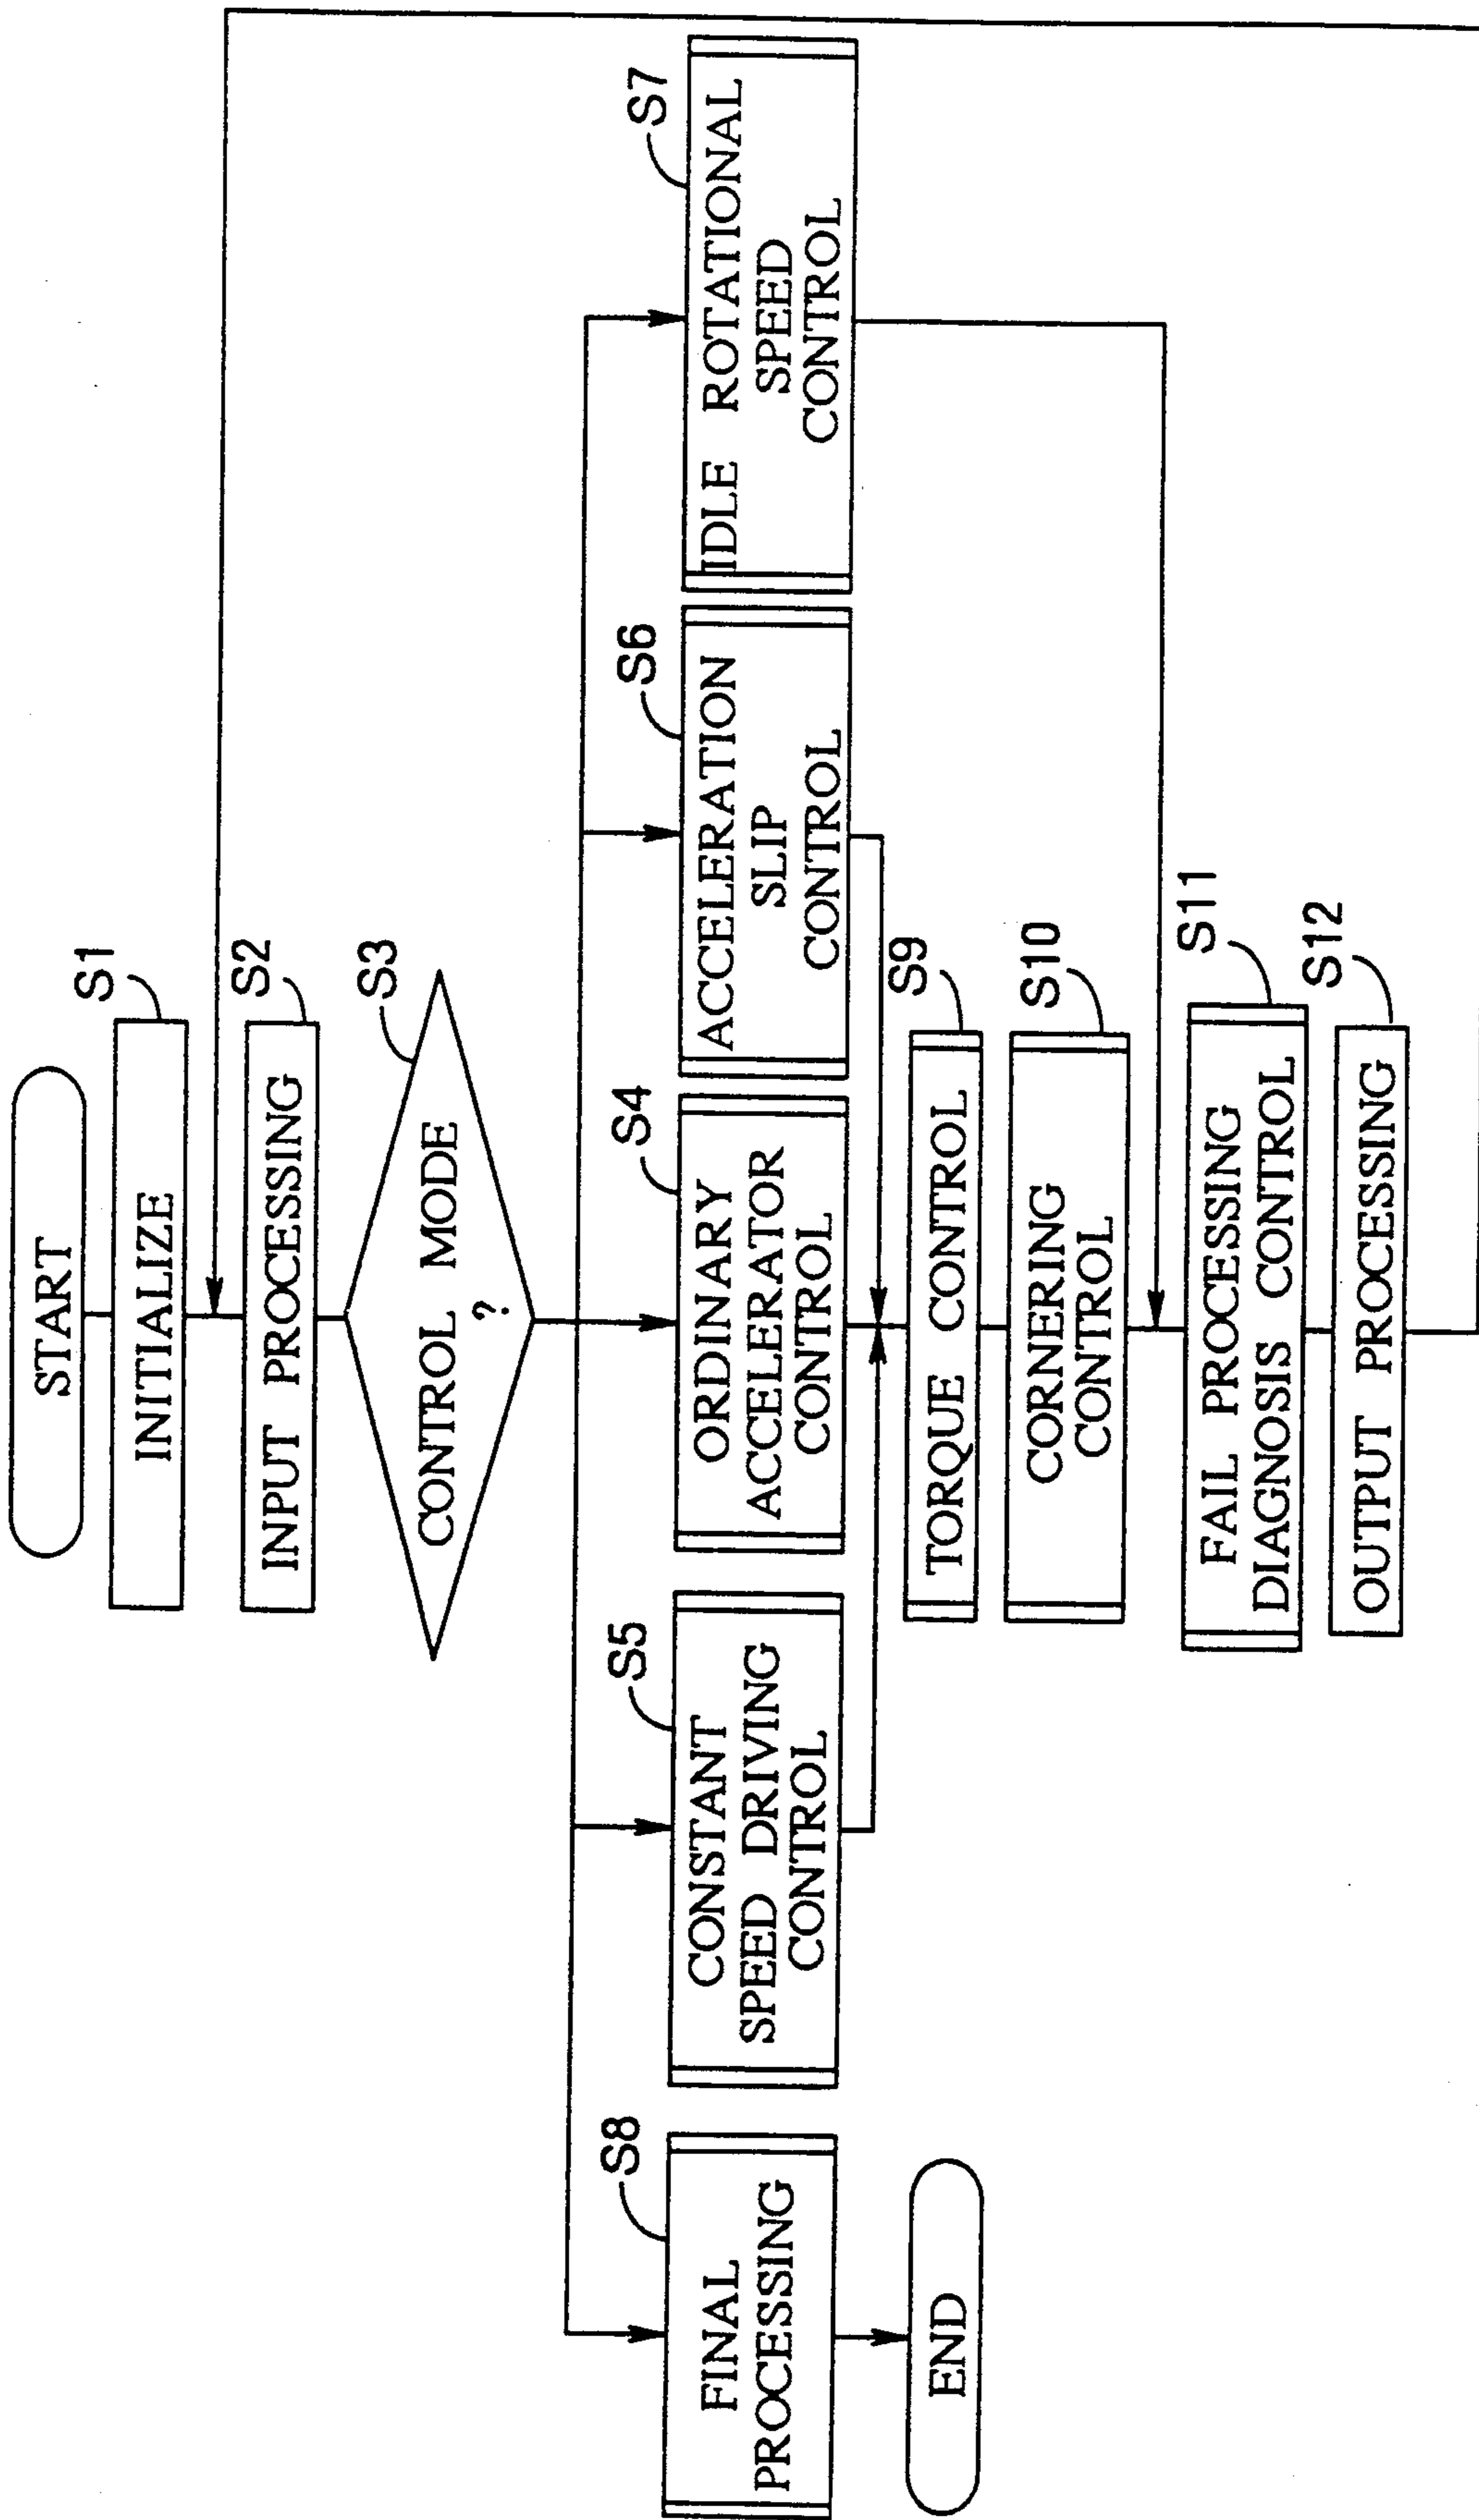 START
S1
INITIALIZE
S2
INPUT PROCESSING
S3
CONTROL MODE
?
S8
FINAL
PROCESSING
S5
CONSTANT
SPEED DRIVING
CONTROL
S4
ORDINARY
ACCELERATOR
CONTROL
S6
ACCELERATION
SLIP
CONTROL
S7
IDLE ROTATIONAL
SPEED
CONTROL
END
S9
TORQUE CONTROL
S10
CORNERING
CONTROL
S11
FAIL PROCESSING
DIAGNOSIS CONTROL
S12
OUTPUT PROCESSING